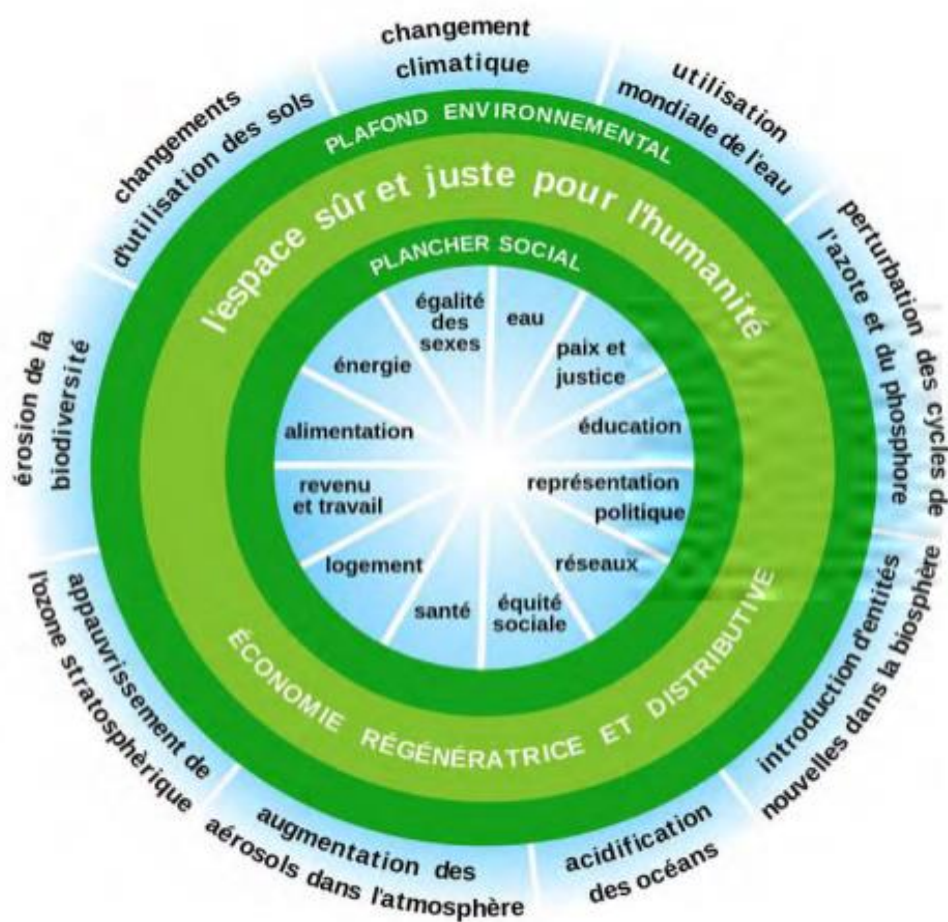 changement
climatique
utilisation
mondiale de l'eau
perturbation des cycles de
l'azote et du phosphore
introduction d'entités
nouvelles dans la biosphère
acidification
des océans
augmentation des
aérosols dans l'atmosphère
appauvrissement de
l'ozone stratosphèrique
érosion de la
biodiversité
changements
d'utilisation des sols
PLAFOND ENVIRONNEMENTAL
l'espace sûr et juste pour l'humanité
PLANCHER SOCIAL
eau
paix et
justice
éducation
représentation
politique
réseaux
équité
sociale
santé
logement
revenu
et travail
alimentation
énergie
égalité
des
sexes
ÉCONOMIE RÉGÉNÉRATRICE ET DISTRIBUTIVE